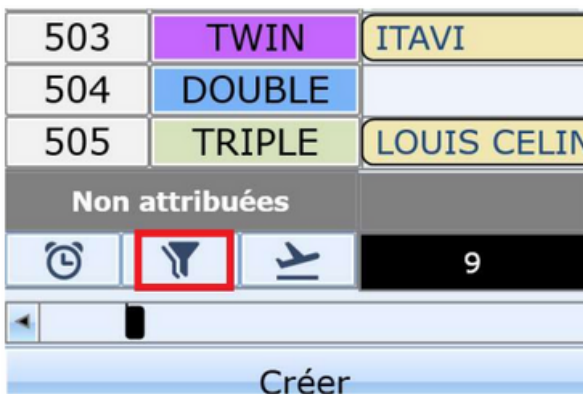 503 TWIN ITAVI
504 DOUBLE
505 TRIPLE LOUIS CELIN
Non attribuées
9
Créer